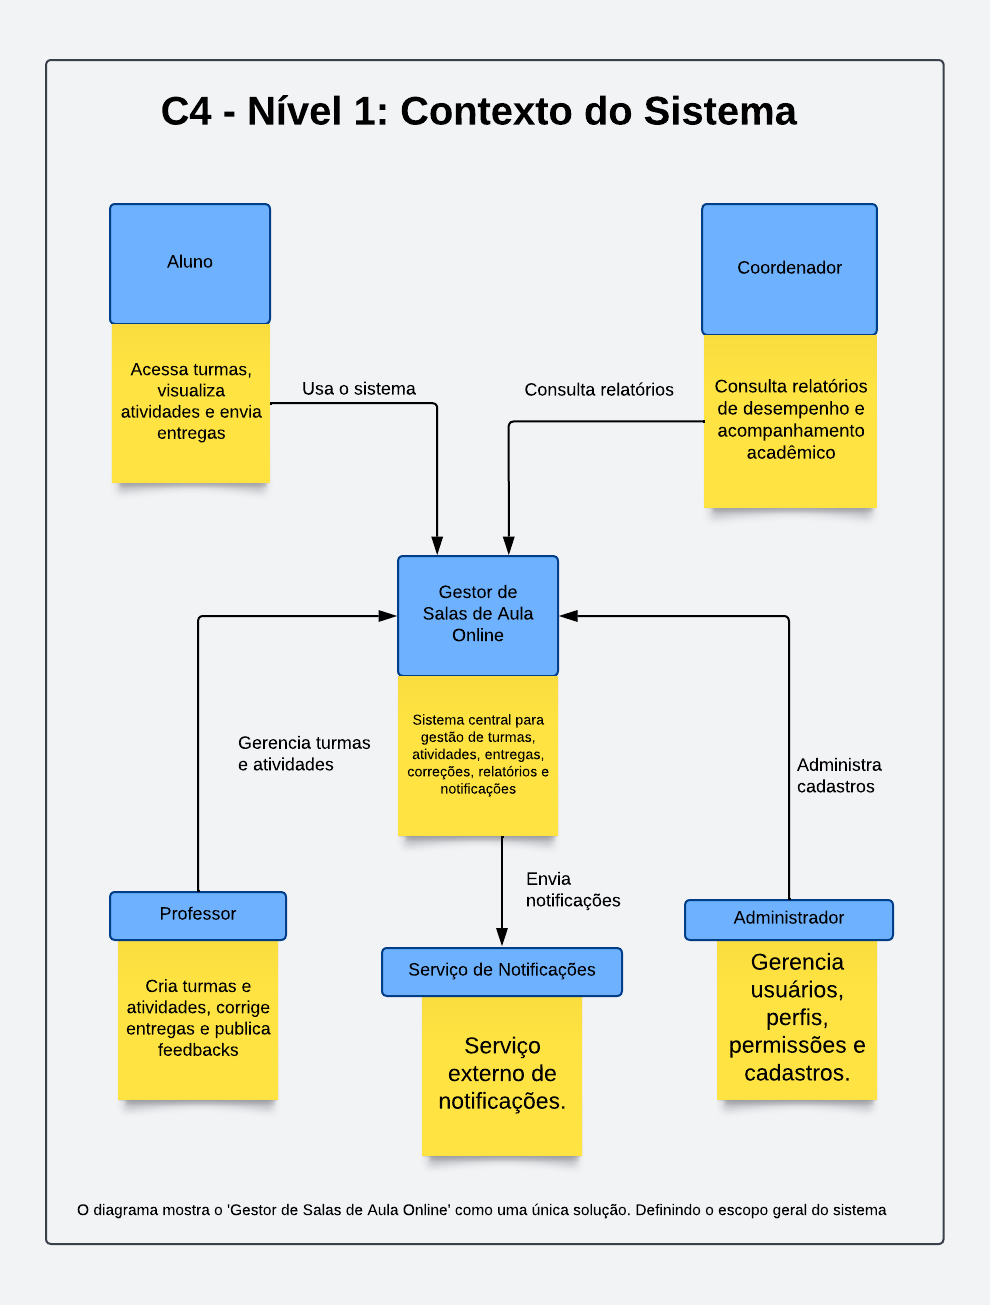 C4 - Nível 1: Contexto do Sistema
Aluno
Acessa turmas,
visualiza
atividades e envia
entregas
Usa o sistema
Coordenador
Consulta relatórios
de desempenho e
acompanhamento
acadêmico
Consulta relatórios
Gestor de
Salas de Aula
Online
Sistema central para
gestão de turmas,
atividades, entregas,
correções, relatórios e
notificações
Gerencia turmas
e atividades
Administra
cadastros
Envia
notificações
Professor
Cria turmas e
atividades, corrige
entregas e publica
feedbacks
Serviço de Notificações
Serviço
externo de
notificações.
Administrador
Gerencia
usuários,
perfis,
permissões e
cadastros.
O diagrama mostra o 'Gestor de Salas de Aula Online' como uma única solução. Definindo o escopo geral do sistema